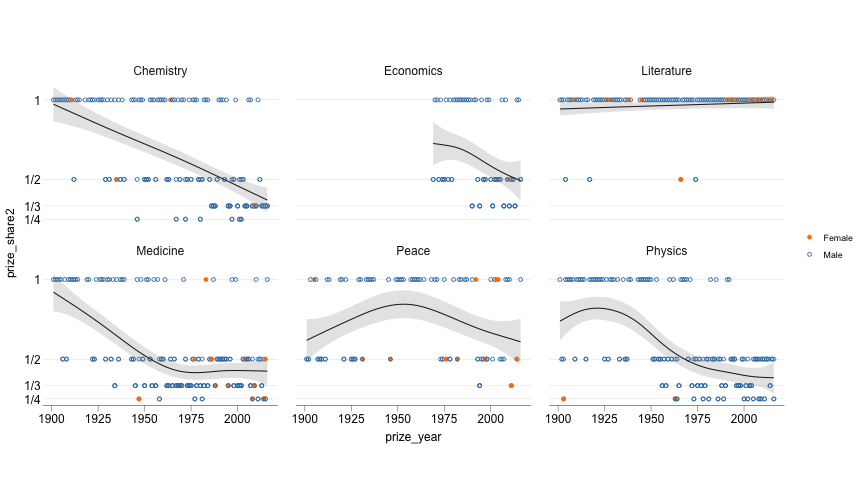 Chemistry Economics Literature
1
1/2
1/3
1/4
prize_share2
Medicine Peace Physics
1
1/2
1/3
1/4
1900 1925 1950 1975 2000 1900 1925 1950 1975 2000 1900 1925 1950 1975 2000
prize_year
Female
Male